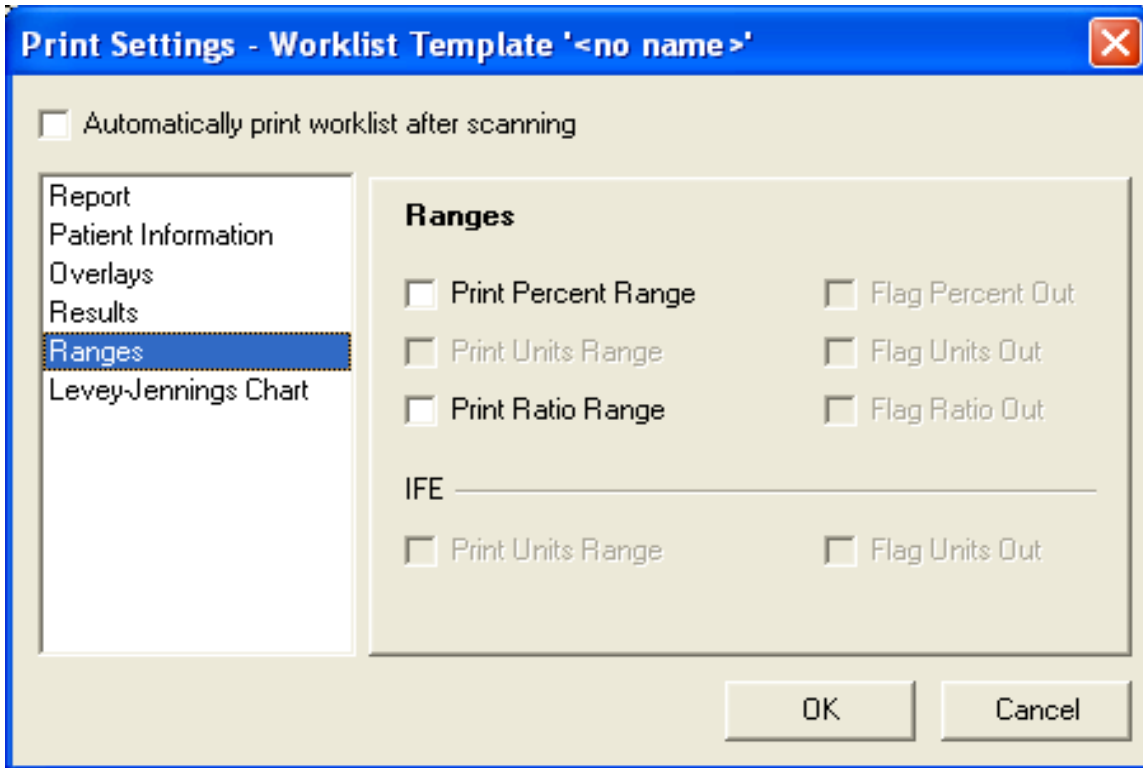 Print Settings - Worklist Template '<no name>'
Automatically print worklist after scanning
Report
Patient Information
Overlays
Results
Ranges
Levey-Jennings Chart
Ranges
Print Percent Range Flag Percent Out
Print Units Range Flag Units Out
Print Ratio Range Flag Ratio Out
IFE
Print Units Range Flag Units Out
OK Cancel